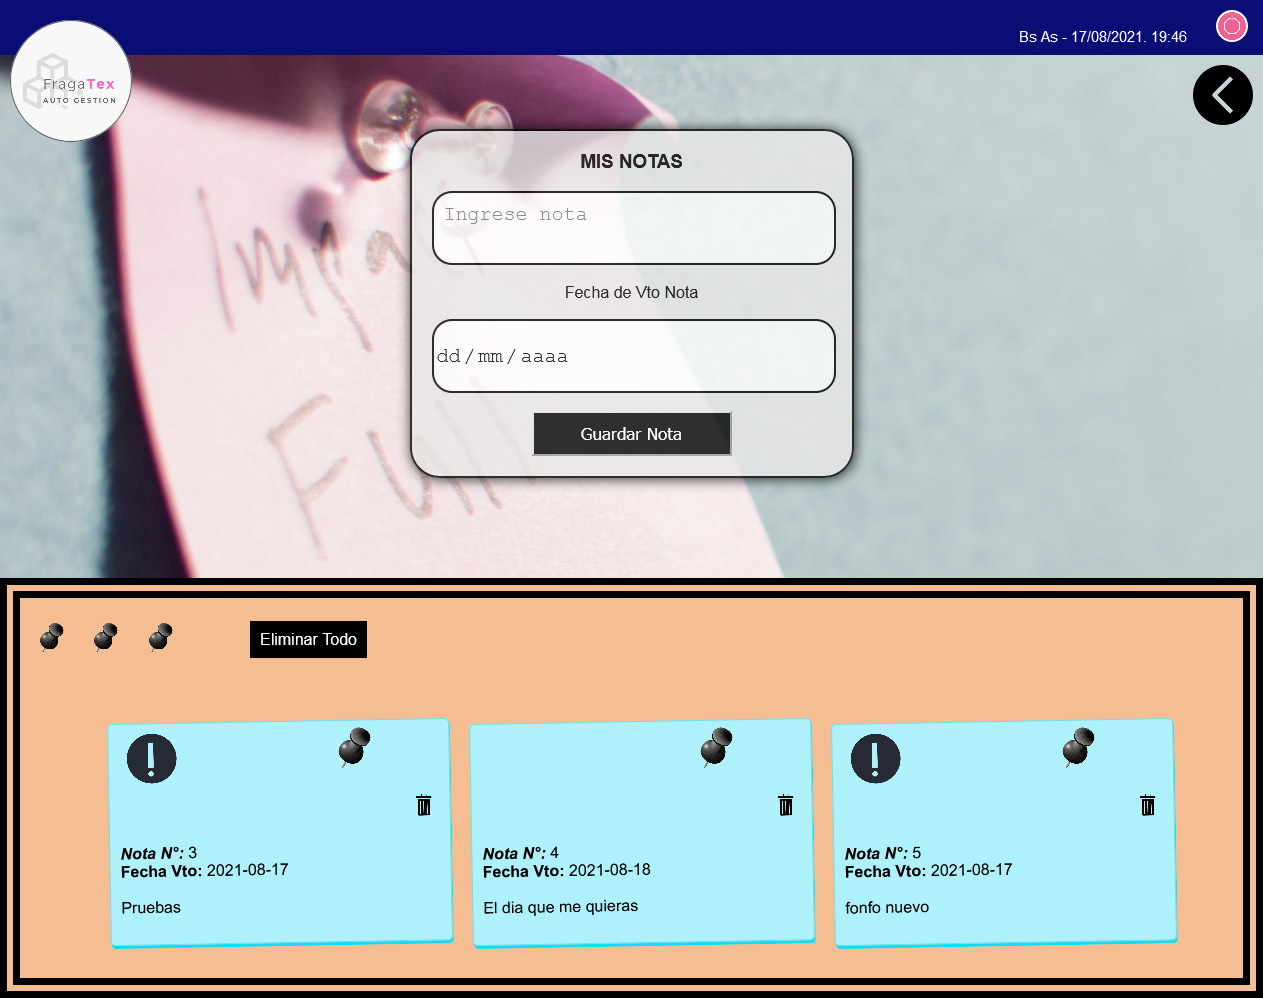 Bs As - 17/08/2021. 19:46
FragaTex
AUTO GESTION
MIS NOTAS
Ingrese nota
Fecha de Vto Nota
dd/mm/aaaa
Guardar Nota
Full
Eliminar Todo
Nota N°: 3
Fecha Vto: 2021-08-17
Pruebas
Nota N°: 4
Fecha Vto: 2021-08-18
El dia que me quieras
Nota N°: 5
Fecha Vto: 2021-08-17
fonfo nuevo